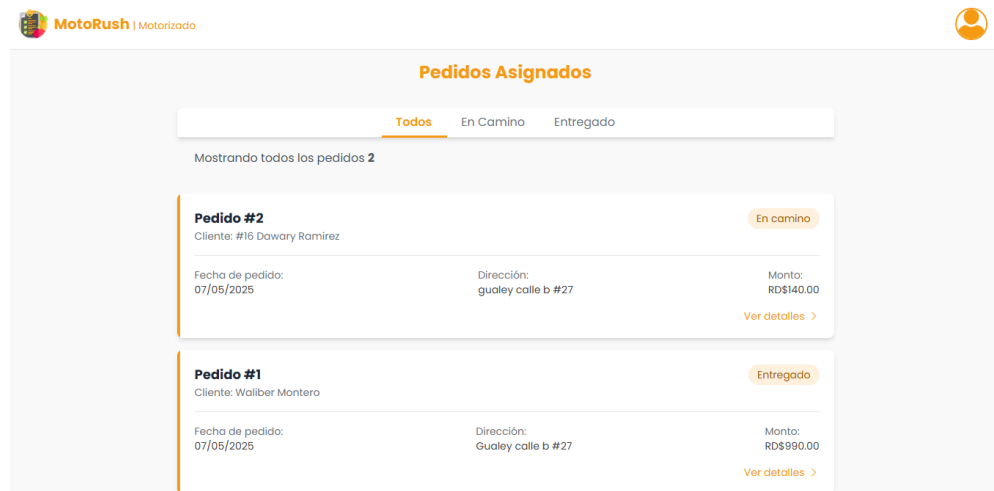 MotoRush | Motorizado
Pedidos Asignados
Todos En Camino Entregado
Mostrando todos los pedidos 2
Pedido #2 En camino
Cliente: #16 Dawary Ramirez
Fecha de pedido: Dirección: Monto:
07/05/2025 gualey calle b #27 RD$140.00
Ver detalles >
Pedido #1 Entregado
Cliente: Waliber Montero
Fecha de pedido: Dirección: Monto:
07/05/2025 Gualey calle b #27 RD$990.00
Ver detalles >